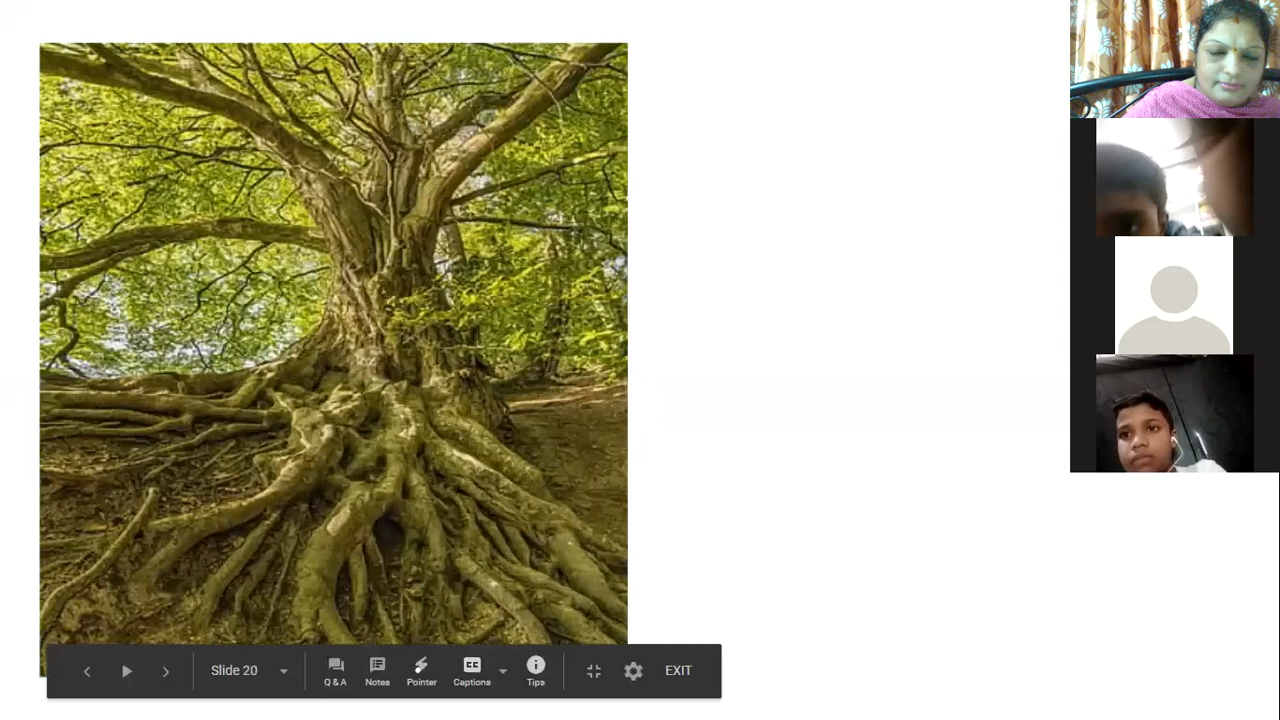 Slide 20
Q & A
Notes
Pointer
Captions
Tips
EXIT